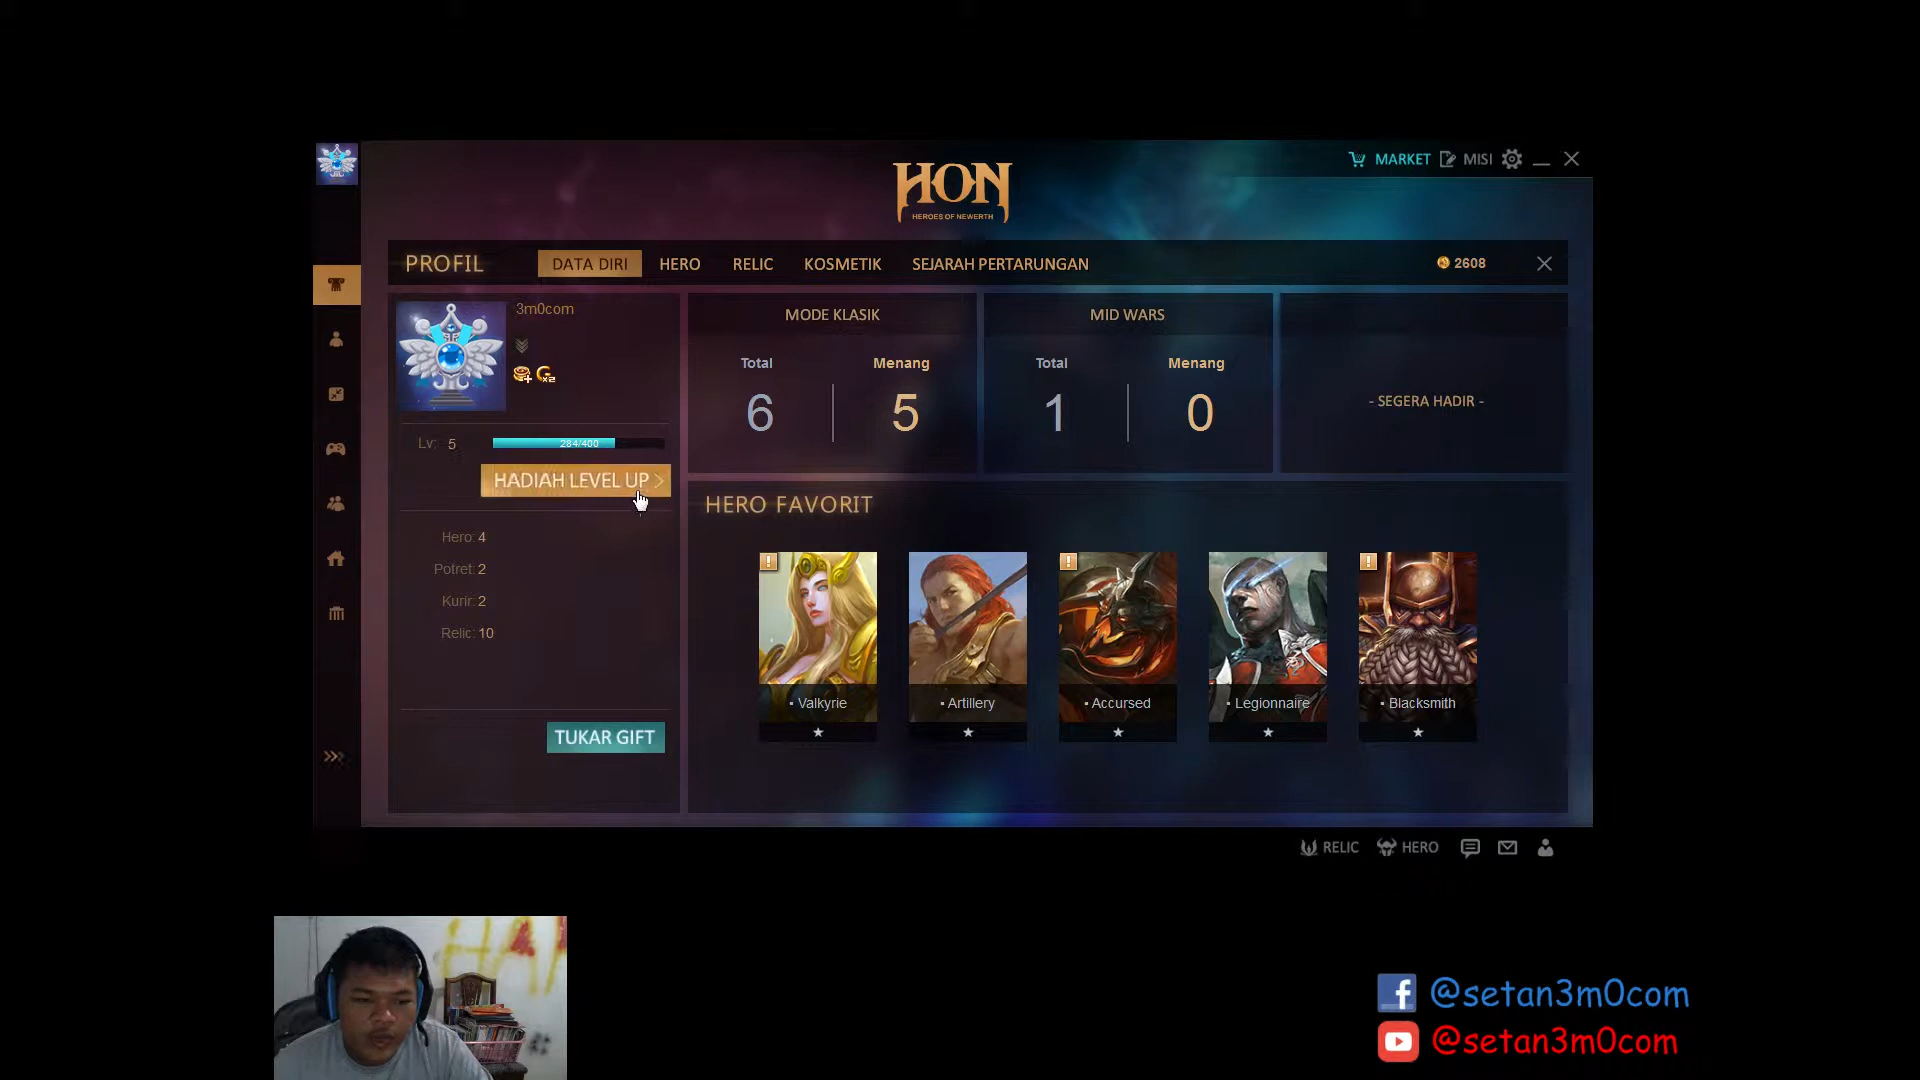 MARKET
MISI
HON
HEROES OF NEWERTH
PROFIL
DATA DIRI
HERO
RELIC
KOSMETIK
SEJARAH PERTARUNGAN
2608
3m0com
x2
Lv: 5
284/400
HADIAH LEVEL UP >
Hero: 4
Potret: 2
Kurir: 2
Relic: 10
TUKAR GIFT
MODE KLASIK
Total
Menang
6
5
MID WARS
Total
Menang
1
0
- SEGERA HADIR -
HERO FAVORIT
▪ Valkyrie
▪ Artillery
▪ Accursed
▪ Legionnaire
▪ Blacksmith
RELIC
HERO
@setan3m0com
@setan3m0com